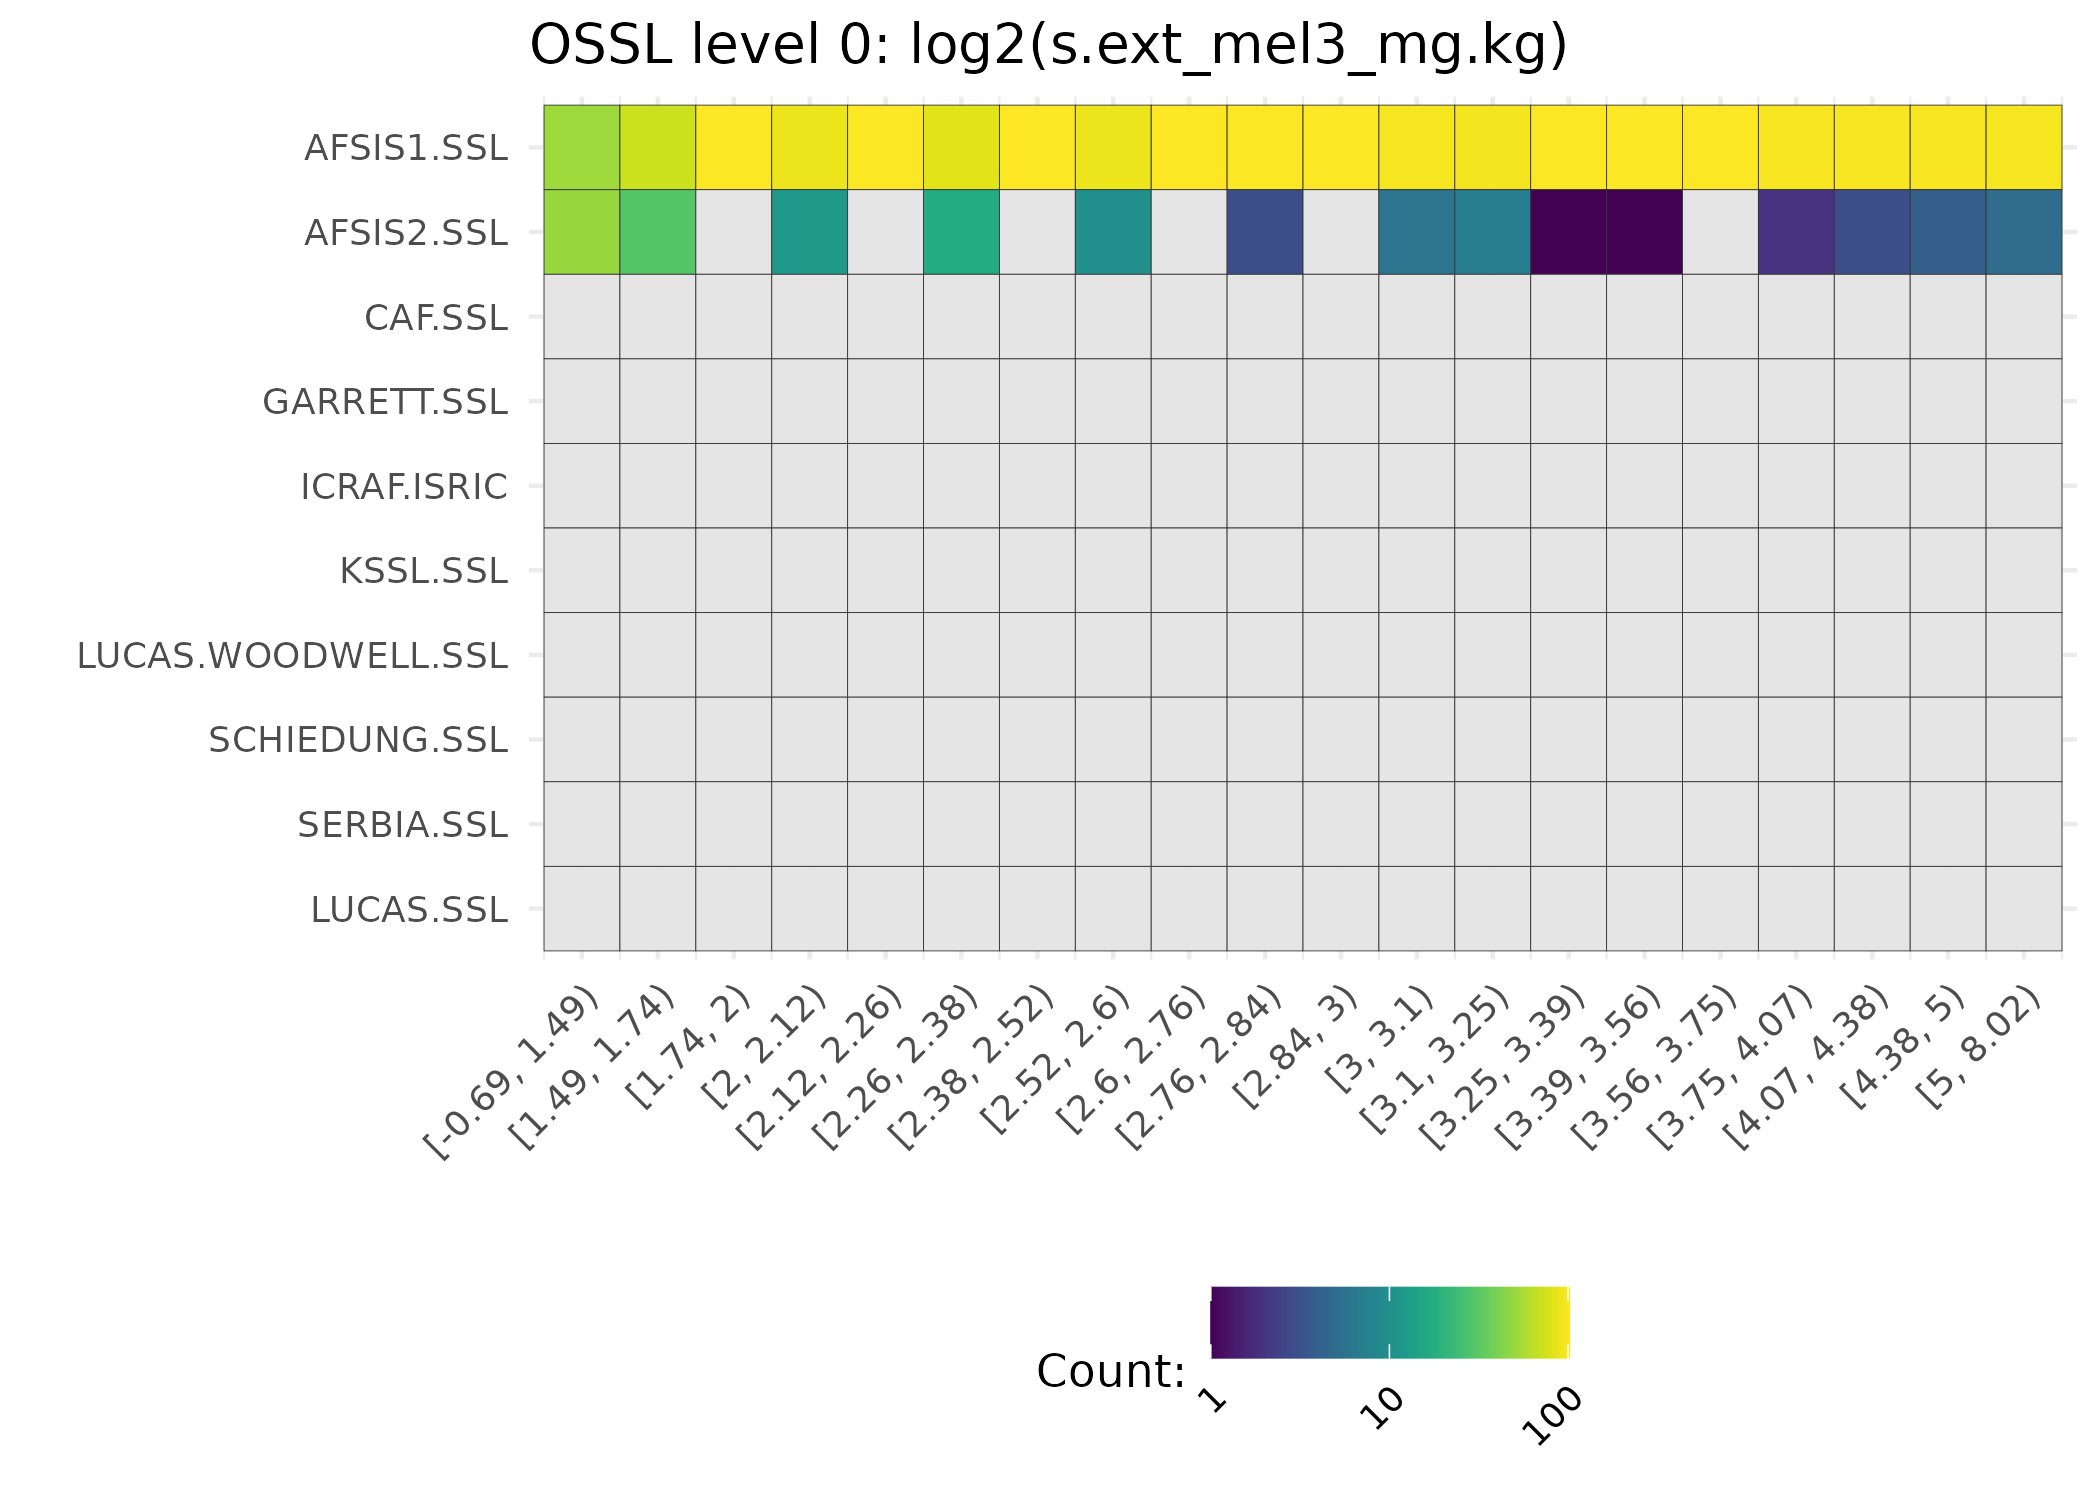 OSSL level 0: log2(s.ext_mel3_mg.kg)
AFSIS1.SSL
AFSIS2.SSL
CAF.SSL
GARRETT.SSL
ICRAF.ISRIC
KSSL.SSL
LUCAS.WOODWELL.SSL
SCHIEDUNG.SSL
SERBIA.SSL
LUCAS.SSL
[-0.69, 1.49)
[1.49, 1.74)
[1.74, 2)
[2, 2.12)
[2.12, 2.26)
[2.26, 2.38)
[2.38, 2.52)
[2.52, 2.6)
[2.6, 2.76)
[2.76, 2.84)
[2.84, 3)
[3, 3.1)
[3.1, 3.25)
[3.25, 3.39)
[3.39, 3.56)
[3.56, 3.75)
[3.75, 4.07)
[4.07, 4.38)
[4.38, 5)
[5, 8.02)
Count:
1
10
100